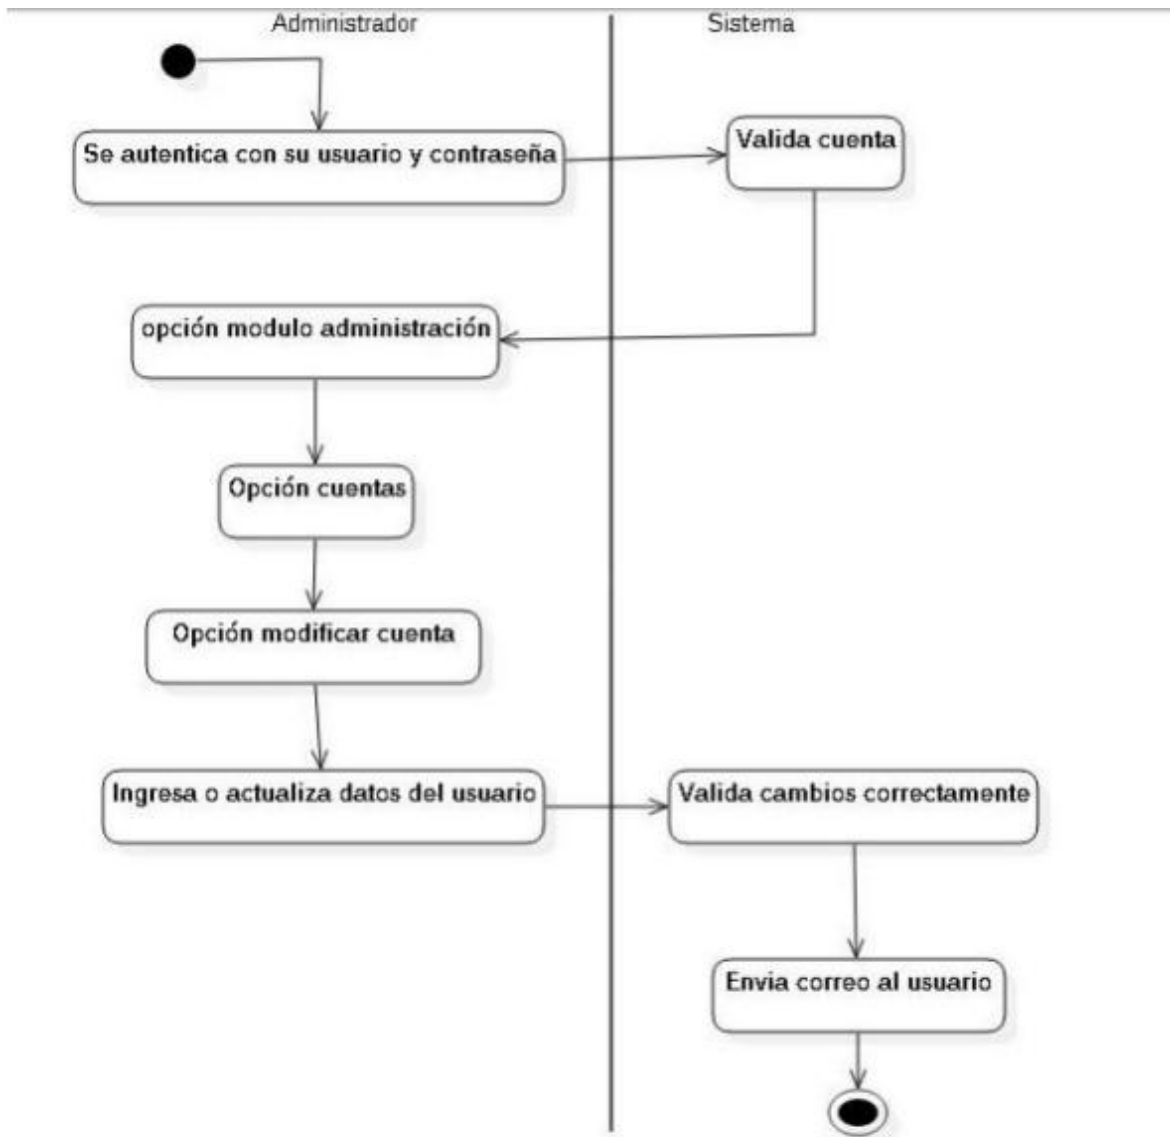 Administrador
Sistema
Se autentica con su usuario y contraseña
Valida cuenta
opción modulo administración
Opción cuentas
Opción modificar cuenta
Ingresa o actualiza datos del usuario
Valida cambios correctamente
Envia correo al usuario